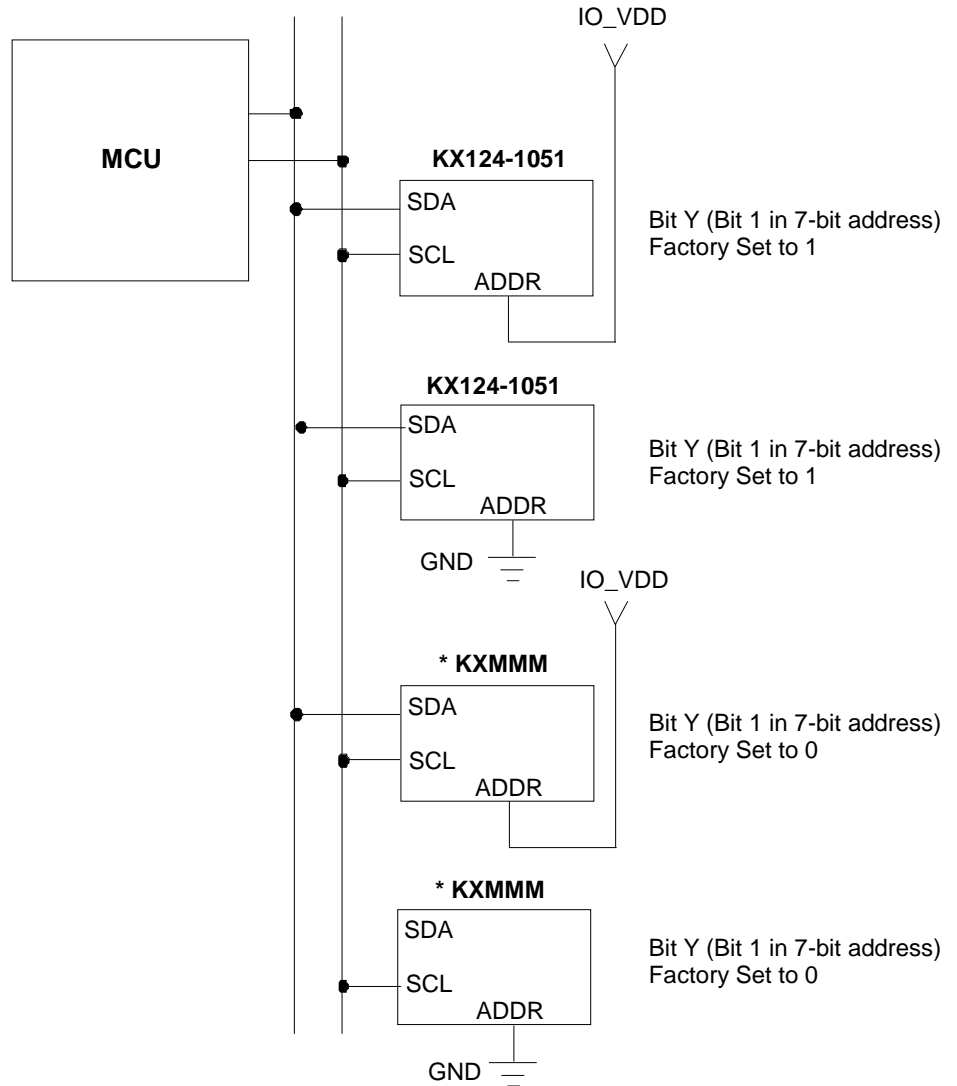 IO_VDD
MCU
KX124-1051
SDA
SCL
ADDR
Bit Y (Bit 1 in 7-bit address)
Factory Set to 1
KX124-1051
SDA
SCL
ADDR
GND
Bit Y (Bit 1 in 7-bit address)
Factory Set to 1
IO_VDD
* KXMMM
SDA
SCL
ADDR
Bit Y (Bit 1 in 7-bit address)
Factory Set to 0
* KXMMM
SDA
SCL
ADDR
GND
Bit Y (Bit 1 in 7-bit address)
Factory Set to 0